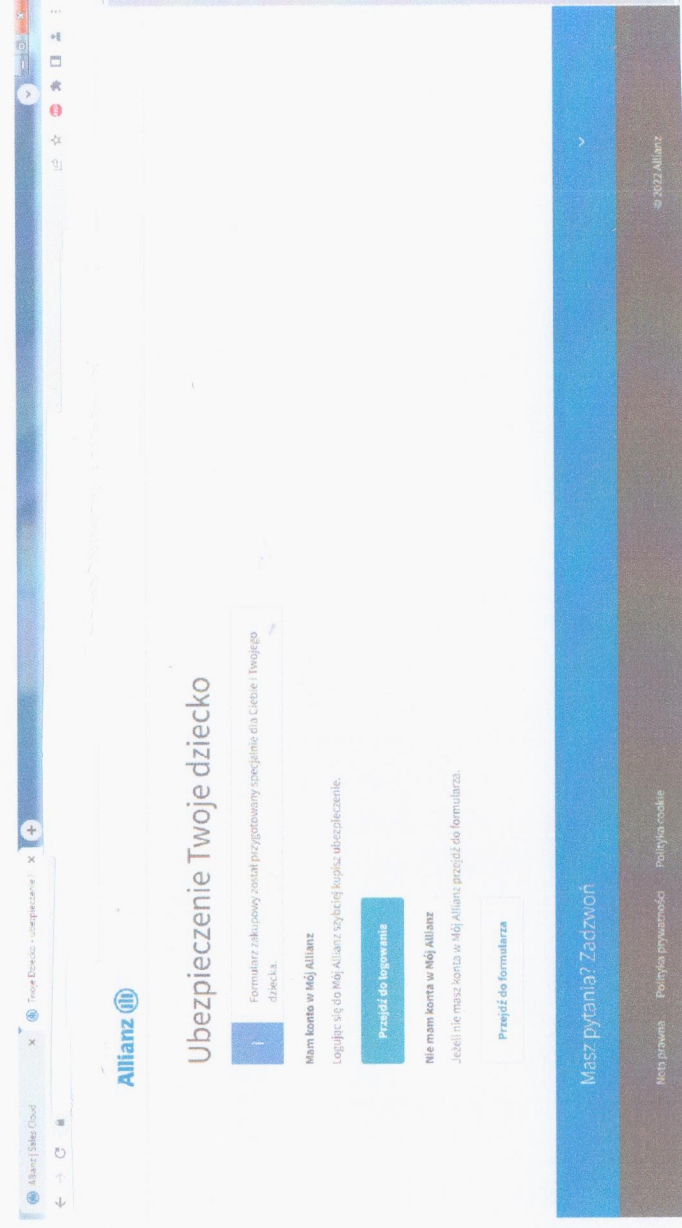 Allianz | Sales Cloud
Twoje Dziecko - ubezpieczenie
Allianz
Ubezpieczenie Twoje dziecko
i
Formularz zakupowy został przygotowany specjalnie dla Ciebie i Twojego
dziecka.
Mam konto w Mój Allianz
Logując się do Mój Allianz szybciej kupisz ubezpieczenie.
Przejdź do logowania
Nie mam konta w Mój Allianz
Jeżeli nie masz konta w Mój Allianz przejdź do formularza.
Przejdź do formularza
Masz pytania? Zadzwoń
Nota prawna Polityka prywatności Polityka cookie © 2022 Allianz